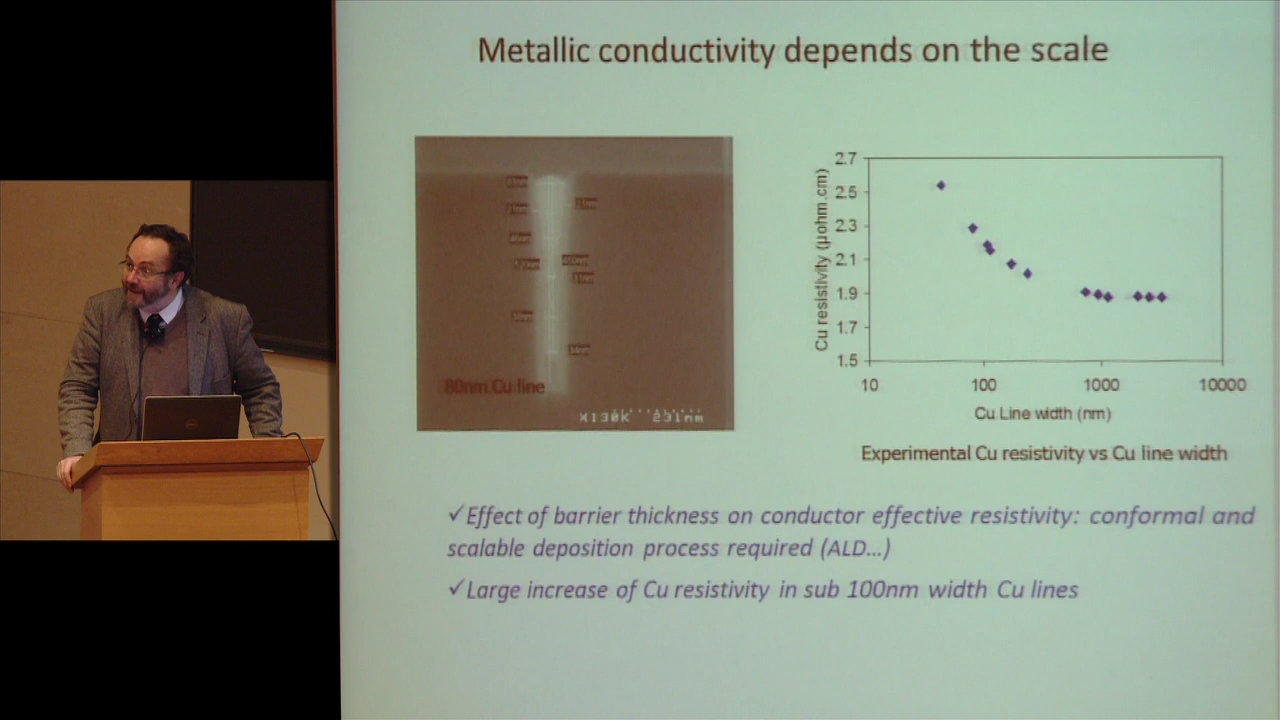 Metallic conductivity depends on the scale
80nm Cu line
X130K 231nm
Cu resistivity (µohm.cm)
2.7
2.5
2.3
2.1
1.9
1.7
1.5
10 100 1000 10000
Cu Line width (nm)
Experimental Cu resistivity vs Cu line width
✓Effect of barrier thickness on conductor effective resistivity: conformal and
scalable deposition process required (ALD...)
✓Large increase of Cu resistivity in sub 100nm width Cu lines